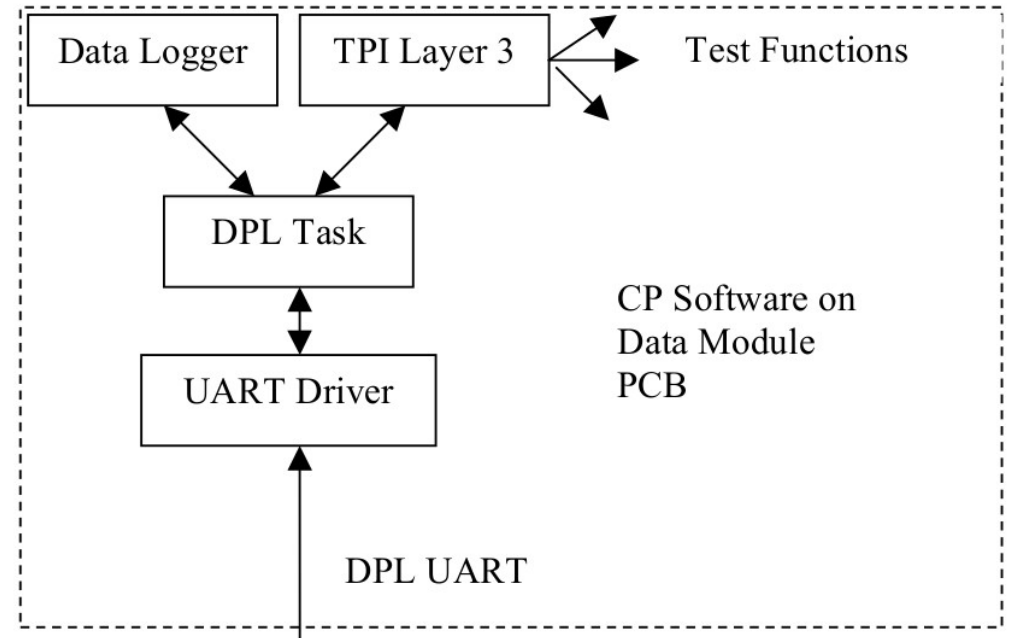 Data Logger
TPI Layer 3
Test Functions
DPL Task
CP Software on
Data Module
PCB
UART Driver
DPL UART